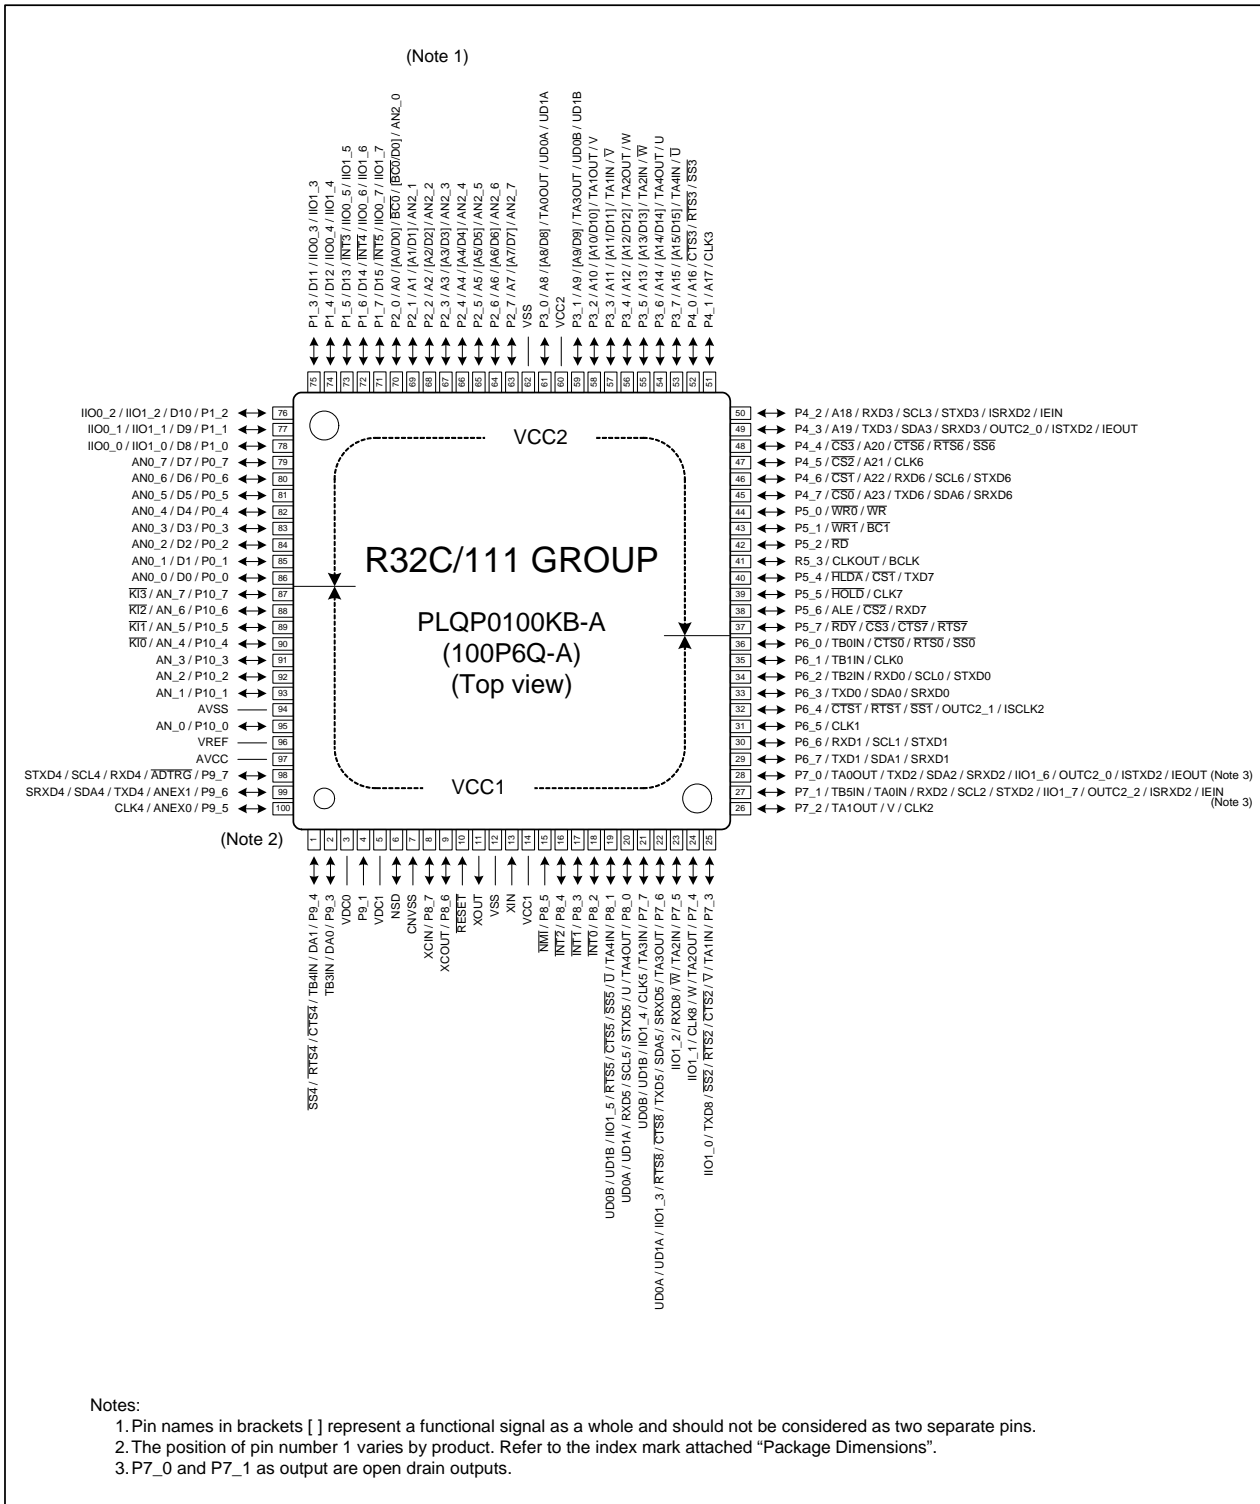 (Note 1)
P1_3 / D11 / IIO0_3 / IIO1_3
P1_4 / D12 / IIO0_4 / IIO1_4
P1_5 / D13 / INT3 / IIO0_5 / IIO1_5
P1_6 / D14 / INT4 / IIO0_6 / IIO1_6
P1_7 / D15 / INT5 / IIO0_7 / IIO1_7
P2_0 / A0 / [A0/D0] / BC0 / [BC0/D0] / AN2_0
P2_1 / A1 / [A1/D1] / AN2_1
P2_2 / A2 / [A2/D2] / AN2_2
P2_3 / A3 / [A3/D3] / AN2_3
P2_4 / A4 / [A4/D4] / AN2_4
P2_5 / A5 / [A5/D5] / AN2_5
P2_6 / A6 / [A6/D6] / AN2_6
P2_7 / A7 / [A7/D7] / AN2_7
VSS
P3_0 / A8 / [A8/D8] / TA0OUT / UD0A / UD1A
VCC2
P3_1 / A9 / [A9/D9] / TA3OUT / UD0B / UD1B
P3_2 / A10 / [A10/D10] / TA1OUT / V
P3_3 / A11 / [A11/D11] / TA1IN / V
P3_4 / A12 / [A12/D12] / TA2OUT / W
P3_5 / A13 / [A13/D13] / TA2IN / W
P3_6 / A14 / [A14/D14] / TA4OUT / U
P3_7 / A15 / [A15/D15] / TA4IN / U
P4_0 / A16 / CTS3 / RTS3 / SS3
P4_1 / A17 / CLK3
75 74 73 72 71 70 69 68 67 66 65 64 63 62 61 60 59 58 57 56 55 54 53 52 51
IIO0_2 / IIO1_2 / D10 / P1_2 76
IIO0_1 / IIO1_1 / D9 / P1_1 77
IIO0_0 / IIO1_0 / D8 / P1_0 78
AN0_7 / D7 / P0_7 79
AN0_6 / D6 / P0_6 80
AN0_5 / D5 / P0_5 81
AN0_4 / D4 / P0_4 82
AN0_3 / D3 / P0_3 83
AN0_2 / D2 / P0_2 84
AN0_1 / D1 / P0_1 85
AN0_0 / D0 / P0_0 86
KI3 / AN_7 / P10_7 87
KI2 / AN_6 / P10_6 88
KI1 / AN_5 / P10_5 89
KI0 / AN_4 / P10_4 90
AN_3 / P10_3 91
AN_2 / P10_2 92
AN_1 / P10_1 93
AVSS 94
AN_0 / P10_0 95
VREF 96
AVCC 97
STXD4 / SCL4 / RXD4 / ADTRG / P9_7 98
SRXD4 / SDA4 / TXD4 / ANEX1 / P9_6 99
CLK4 / ANEX0 / P9_5 100
VCC2
R32C/111 GROUP
PLQP0100KB-A
(100P6Q-A)
(Top view)
VCC1
50 P4_2 / A18 / RXD3 / SCL3 / STXD3 / ISRXD2 / IEIN
49 P4_3 / A19 / TXD3 / SDA3 / SRXD3 / OUTC2_0 / ISTXD2 / IEOUT
48 P4_4 / CS3 / A20 / CTS6 / RTS6 / SS6
47 P4_5 / CS2 / A21 / CLK6
46 P4_6 / CS1 / A22 / RXD6 / SCL6 / STXD6
45 P4_7 / CS0 / A23 / TXD6 / SDA6 / SRXD6
44 P5_0 / WR0 / WR
43 P5_1 / WR1 / BC1
42 P5_2 / RD
41 R5_3 / CLKOUT / BCLK
40 P5_4 / HLDA / CS1 / TXD7
39 P5_5 / HOLD / CLK7
38 P5_6 / ALE / CS2 / RXD7
37 P5_7 / RDY / CS3 / CTS7 / RTS7
36 P6_0 / TB0IN / CTS0 / RTS0 / SS0
35 P6_1 / TB1IN / CLK0
34 P6_2 / TB2IN / RXD0 / SCL0 / STXD0
33 P6_3 / TXD0 / SDA0 / SRXD0
32 P6_4 / CTS1 / RTS1 / SS1 / OUTC2_1 / ISCLK2
31 P6_5 / CLK1
30 P6_6 / RXD1 / SCL1 / STXD1
29 P6_7 / TXD1 / SDA1 / SRXD1
28 P7_0 / TA0OUT / TXD2 / SDA2 / SRXD2 / IIO1_6 / OUTC2_0 / ISTXD2 / IEOUT (Note 3)
27 P7_1 / TB5IN / TA0IN / RXD2 / SCL2 / STXD2 / IIO1_7 / OUTC2_2 / ISRXD2 / IEIN
(Note 3)
26 P7_2 / TA1OUT / V / CLK2
(Note 2)
1 2 3 4 5 6 7 8 9 10 11 12 13 14 15 16 17 18 19 20 21 22 23 24 25
SS4 / RTS4 / CTS4 / TB4IN / DA1 / P9_4
TB3IN / DA0 / P9_3
VDC0
P9_1
VDC1
NSD
CNVSS
XCIN / P8_7
XCOUT / P8_6
RESET
XOUT
VSS
XIN
VCC1
NMI / P8_5
INT2 / P8_4
INT1 / P8_3
INT0 / P8_2
UD0B / UD1B / IIO1_5 / RTS5 / CTS5 / SS5 / U / TA4IN / P8_1
UD0A / UD1A / RXD5 / SCL5 / STXD5 / U / TA4OUT / P8_0
UD0B / UD1B / IIO1_4 / CLK5 / TA3IN / P7_7
UD0A / UD1A / IIO1_3 / RTS8 / CTS8 / TXD5 / SDA5 / SRXD5 / TA3OUT / P7_6
IIO1_2 / RXD8 / W / TA2IN / P7_5
IIO1_1 / CLK8 / W / TA2OUT / P7_4
IIO1_0 / TXD8 / SS2 / RTS2 / CTS2 / V / TA1IN / P7_3
Notes:
1. Pin names in brackets [ ] represent a functional signal as a whole and should not be considered as two separate pins.
2. The position of pin number 1 varies by product. Refer to the index mark attached “Package Dimensions”.
3. P7_0 and P7_1 as output are open drain outputs.